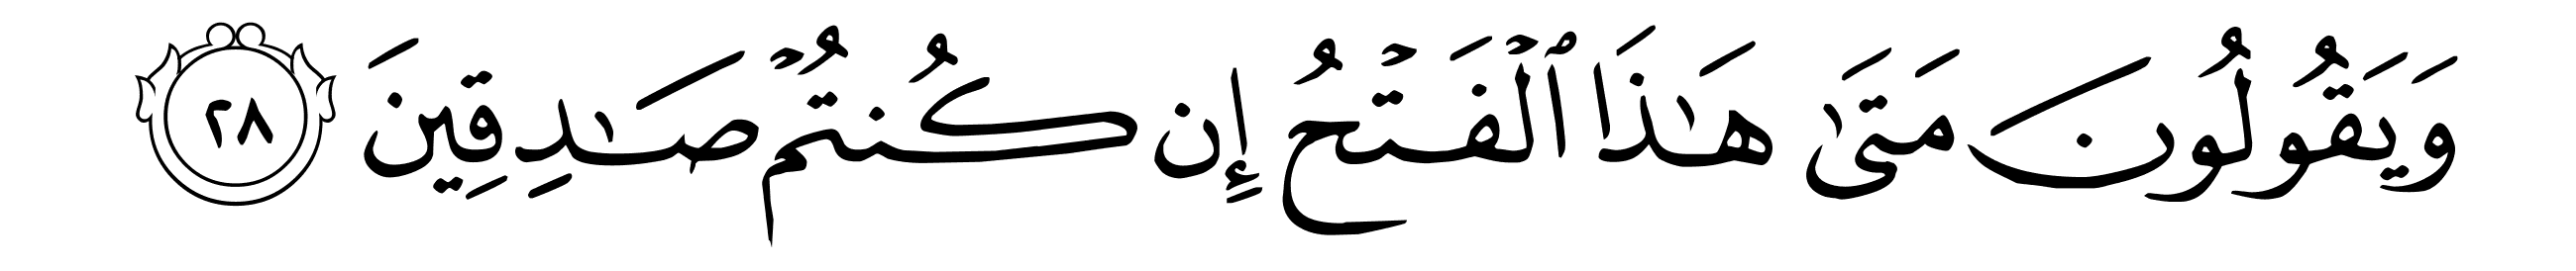 وَيَقُولُونَ مَتَىٰ هَـٰذَا ٱلْفَتْحُ إِن كُنتُمْ صَـٰدِقِينَ ٢٨